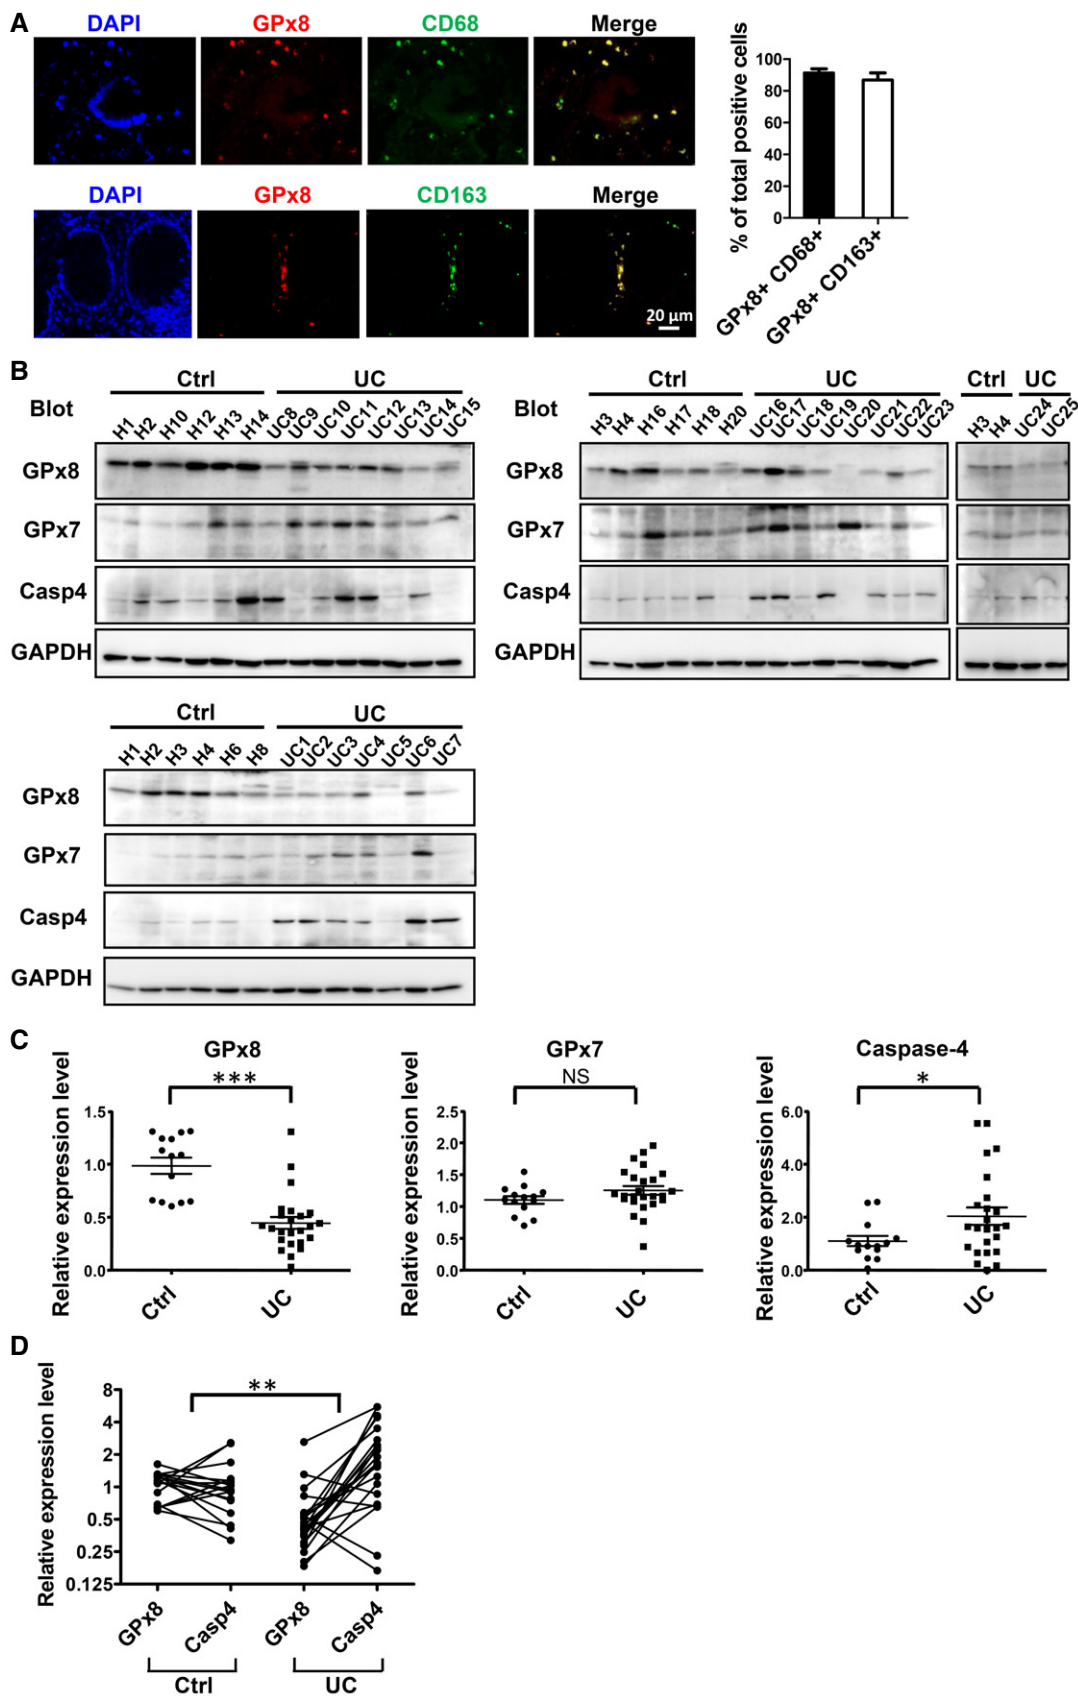 A
DAPI GPx8 CD68 Merge
DAPI GPx8 CD163 Merge
20 µm
% of total positive cells
100
80
60
40
20
0
GPx8+ CD68+
GPx8+ CD163+
B
Ctrl UC
Blot H1 H2 H10 H12 H13 H14 UC8 UC9 UC10 UC11 UC12 UC13 UC14 UC15
GPx8
GPx7
Casp4
GAPDH
Ctrl UC Ctrl UC
Blot H3 H4 H16 H17 H18 H20 UC16 UC17 UC18 UC19 UC20 UC21 UC22 UC23 H3 H4 UC24 UC25
GPx8
GPx7
Casp4
GAPDH
Ctrl UC
H1 H2 H3 H4 H6 H8 UC1 UC2 UC3 UC4 UC5 UC6 UC7
GPx8
GPx7
Casp4
GAPDH
C
GPx8
***
Relative expression level
1.5
1.0
0.5
0.0
Ctrl UC
GPx7
NS
Relative expression level
2.5
2.0
1.5
1.0
0.5
0.0
Ctrl UC
Caspase-4
*
Relative expression level
6.0
4.0
2.0
0.0
Ctrl UC
D
**
Relative expression level
8
4
2
1
0.5
0.25
0.125
GPx8 Casp4 GPx8 Casp4
Ctrl UC